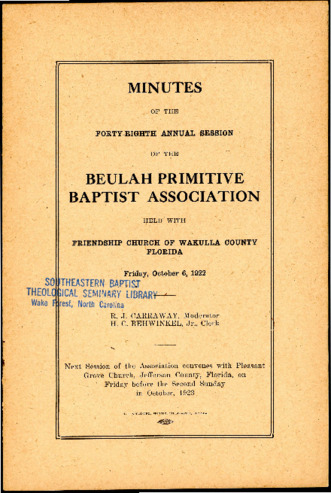 MINUTES
OF THE
FORTY-EIGHTH ANNUAL SESSION
OF THE
BEULAH PRIMITIVE
BAPTIST ASSOCIATION
HELD WITH
FRIENDSHIP CHURCH OF WAKULLA COUNTY
FLORIDA
Friday, October 6, 1922
SOUTHEASTERN BAPTIST
THEOLOGICAL SEMINARY LIBRARY
Wake Forest, North Carolina
R. J. CARRAWAY, Moderator
H. C. REHWINKEL, Jr., Clerk
Next Session of the Association convenes with Pleasant
Grove Church, Jefferson County, Florida, on
Friday before the Second Sunday
in October, 1923